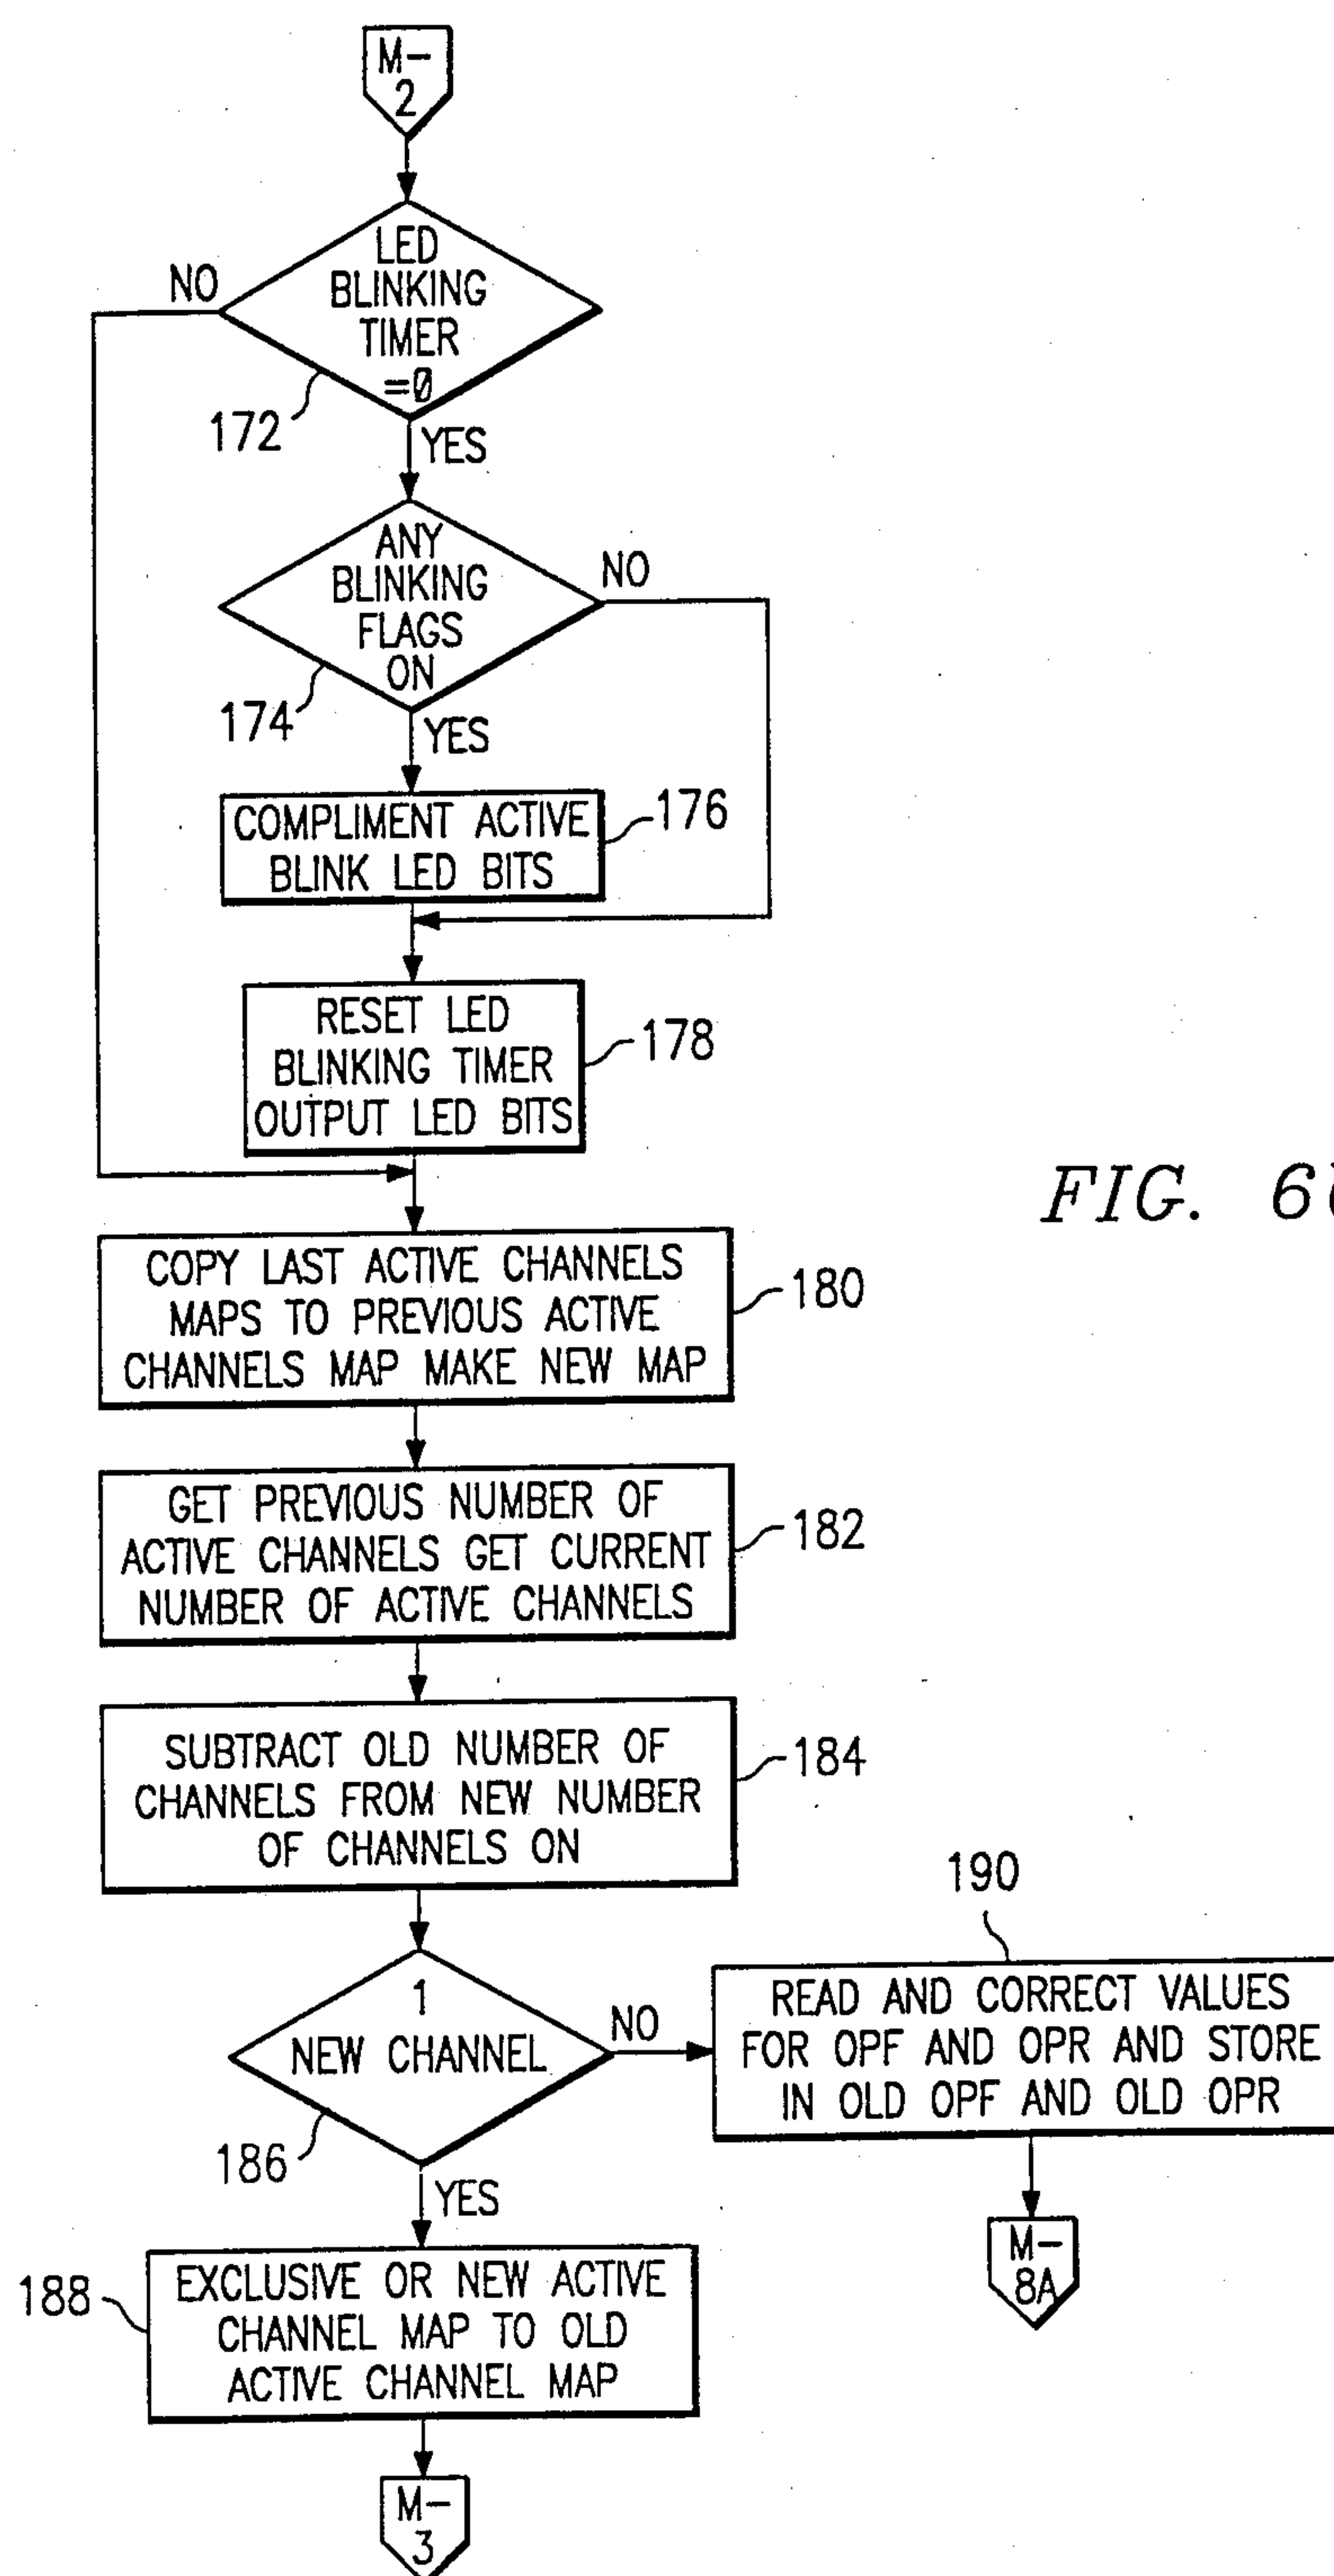 M-
2
LED
BLINKING
TIMER
=0
NO
172
YES
ANY
BLINKING
FLAGS
ON
NO
174
YES
COMPLIMENT ACTIVE
BLINK LED BITS
176
RESET LED
BLINKING TIMER
OUTPUT LED BITS
178
FIG.
COPY LAST ACTIVE CHANNELS
MAPS TO PREVIOUS ACTIVE
CHANNELS MAP MAKE NEW MAP
180
GET PREVIOUS NUMBER OF
ACTIVE CHANNELS GET CURRENT
NUMBER OF ACTIVE CHANNELS
182
SUBTRACT OLD NUMBER OF
CHANNELS FROM NEW NUMBER
OF CHANNELS ON
184
1
NEW CHANNEL
NO
186
YES
190
READ AND CORRECT VALUES
FOR OPF AND OPR AND STORE
IN OLD OPF AND OLD OPR
M-
8A
188
EXCLUSIVE OR NEW ACTIVE
CHANNEL MAP TO OLD
ACTIVE CHANNEL MAP
M-
3